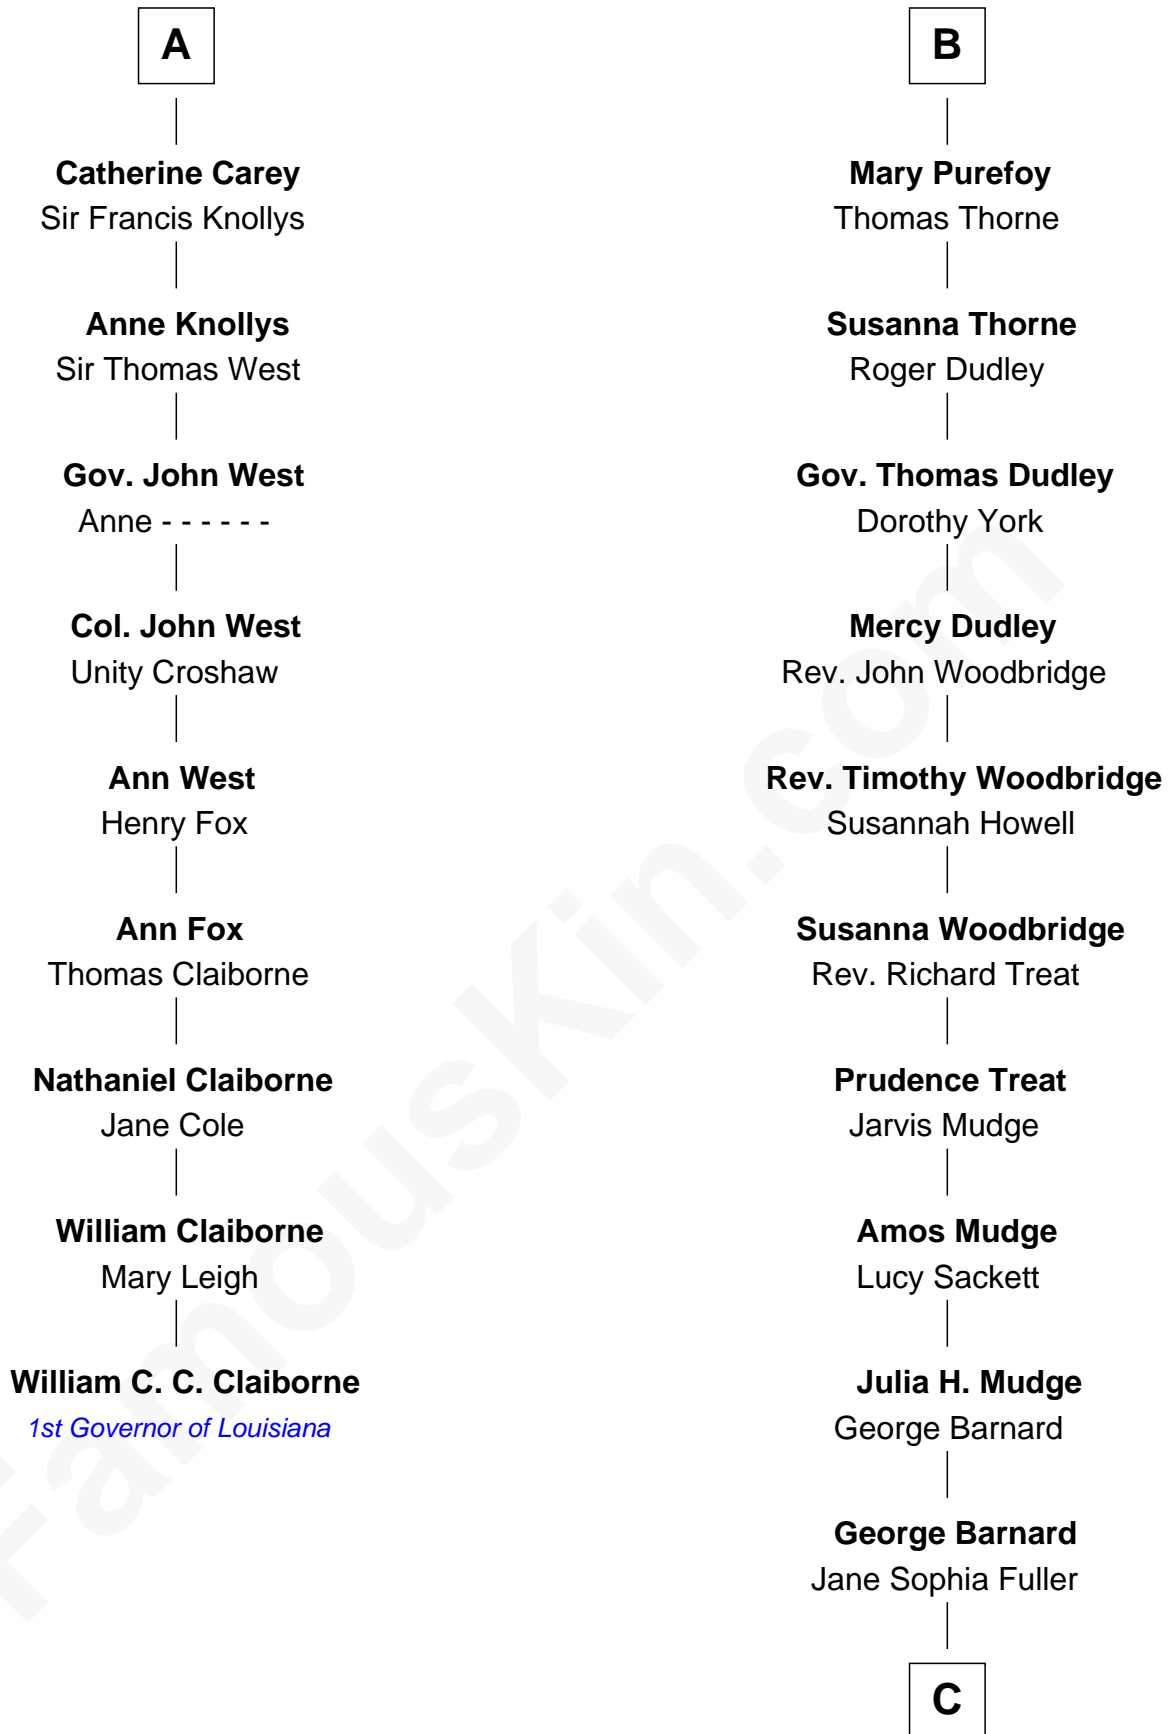 A
Catherine Carey
Sir Francis Knollys
Anne Knollys
Sir Thomas West
Gov. John West
Anne - - - - - -
Col. John West
Unity Croshaw
Ann West
Henry Fox
Ann Fox
Thomas Claiborne
Nathaniel Claiborne
Jane Cole
William Claiborne
Mary Leigh
William C. C. Claiborne
1st Governor of Louisiana
B
Mary Purefoy
Thomas Thorne
Susanna Thorne
Roger Dudley
Gov. Thomas Dudley
Dorothy York
Mercy Dudley
Rev. John Woodbridge
Rev. Timothy Woodbridge
Susannah Howell
Susanna Woodbridge
Rev. Richard Treat
Prudence Treat
Jarvis Mudge
Amos Mudge
Lucy Sackett
Julia H. Mudge
George Barnard
George Barnard
Jane Sophia Fuller
C
FamousKin.com